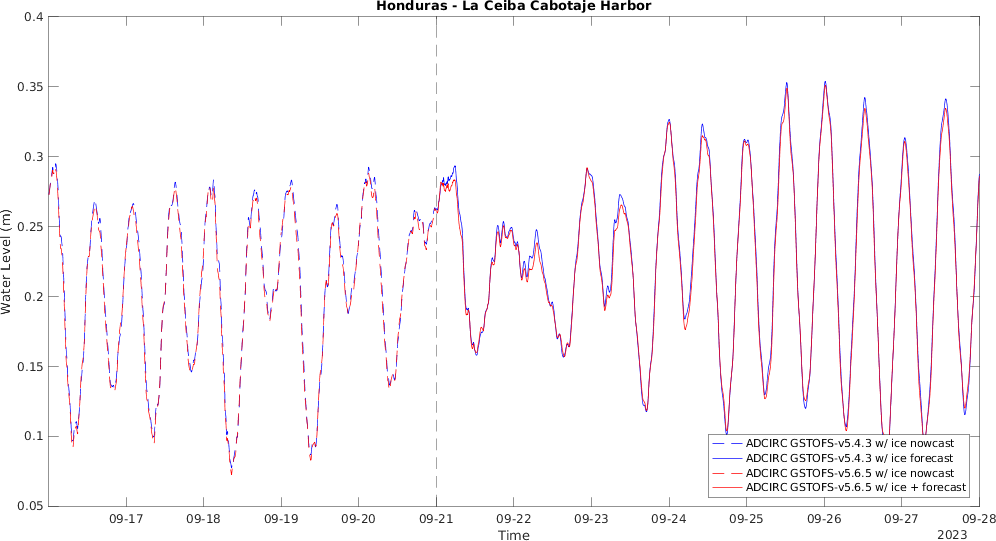 Honduras - La Ceiba Cabotaje Harbor
0.4
0.35
0.3
0.25
0.2
0.15
0.1
0.05
Water Level (m)
ADCIRC GSTOFS-v5.4.3 w/ ice nowcast
ADCIRC GSTOFS-v5.4.3 w/ ice forecast
ADCIRC GSTOFS-v5.6.5 w/ ice nowcast
ADCIRC GSTOFS-v5.6.5 w/ ice + forecast
09-17 09-18 09-19 09-20 09-21 09-22 09-23 09-24 09-25 09-26 09-27 09-28
Time
2023